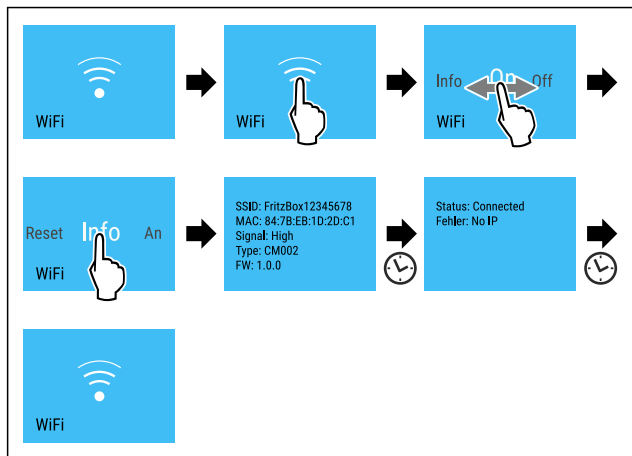 WiFi
WiFi
Info On Off
WiFi
Reset Info An
WiFi
SSID: FritzBox12345678
MAC: 84:7B:EB:1D:2D:C1
Signal: High
Type: CM002
FW: 1.0.0
Status: Connected
Fehler: No IP
WiFi